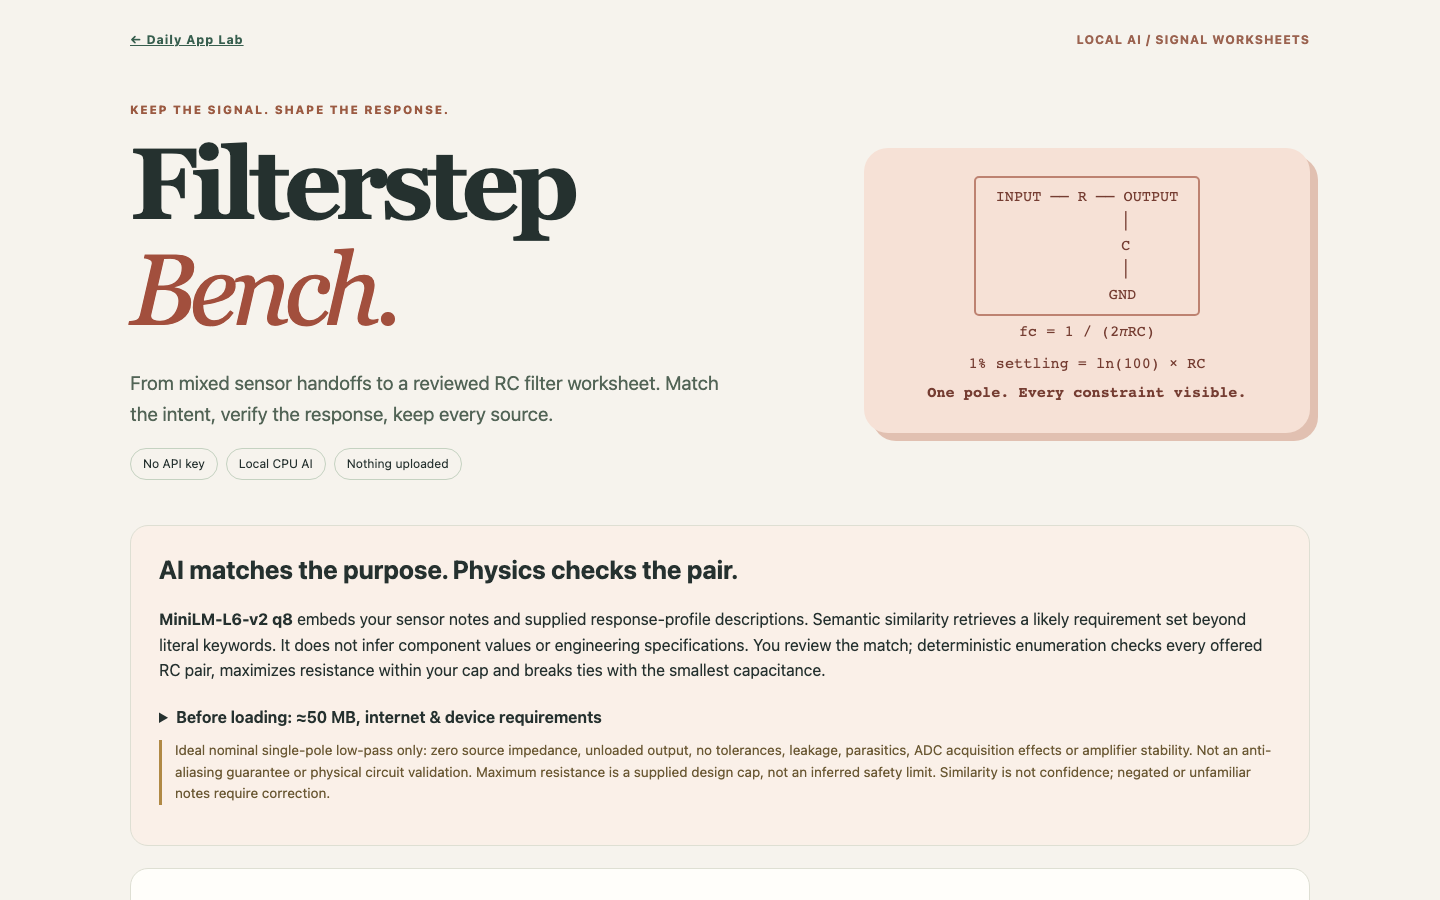 ← Daily App Lab
LOCAL AI / SIGNAL WORKSHEETS
KEEP THE SIGNAL. SHAPE THE RESPONSE.
Filterstep
Bench.
From mixed sensor handoffs to a reviewed RC filter worksheet. Match
the intent, verify the response, keep every source.
No API key
Local CPU AI
Nothing uploaded
INPUT — R — OUTPUT
|
C
|
GND
fc = 1 / (2πRC)
1% settling = ln(100) × RC
One pole. Every constraint visible.
AI matches the purpose. Physics checks the pair.
MiniLM-L6-v2 q8 embeds your sensor notes and supplied response-profile descriptions. Semantic similarity retrieves a likely requirement set beyond
literal keywords. It does not infer component values or engineering specifications. You review the match; deterministic enumeration checks every offered
RC pair, maximizes resistance within your cap and breaks ties with the smallest capacitance.
▶ Before loading: ≈50 MB, internet & device requirements
Ideal nominal single-pole low-pass only: zero source impedance, unloaded output, no tolerances, leakage, parasitics, ADC acquisition effects or amplifier stability. Not an anti-
aliasing guarantee or physical circuit validation. Maximum resistance is a supplied design cap, not an inferred safety limit. Similarity is not confidence; negated or unfamiliar
notes require correction.